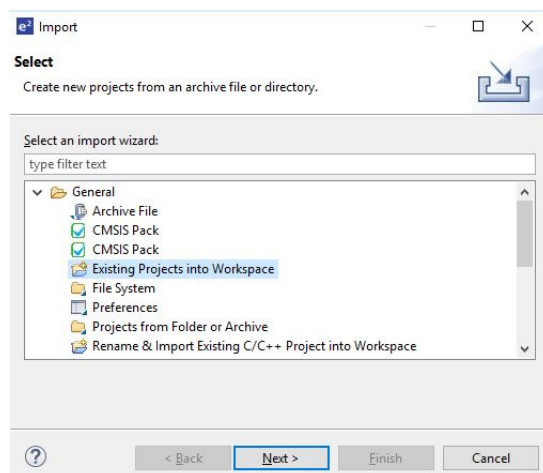 e² Import
Select
Create new projects from an archive file or directory.
Select an import wizard:
type filter text
General
Archive File
CMSIS Pack
CMSIS Pack
Existing Projects into Workspace
File System
Preferences
Projects from Folder or Archive
Rename & Import Existing C/C++ Project into Workspace
? < Back Next > Finish Cancel